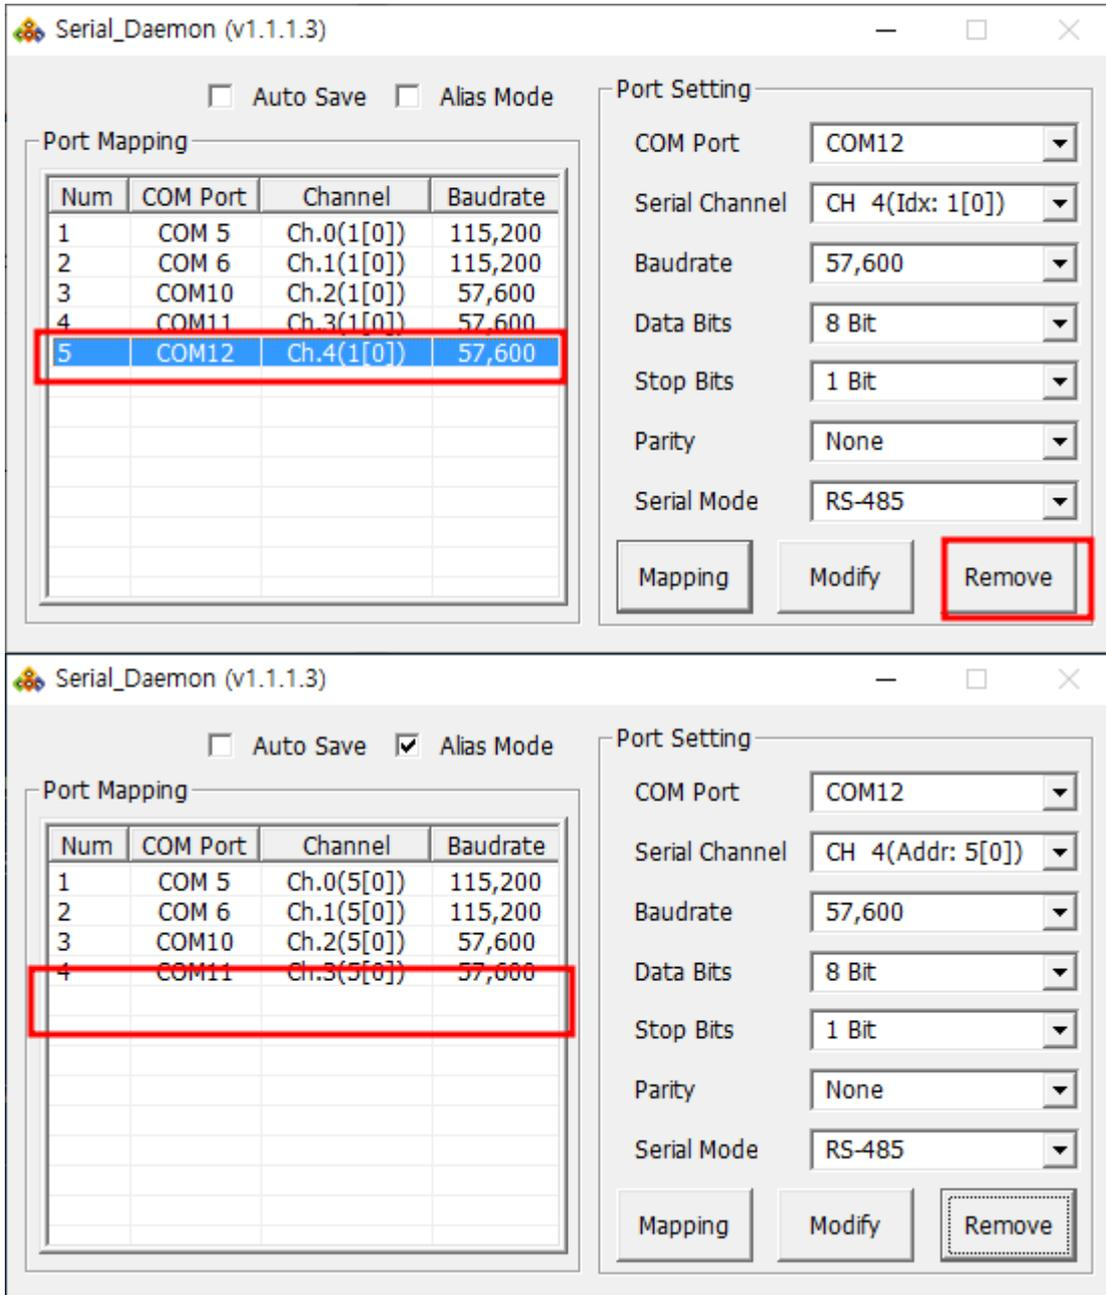 Serial_Daemon (v1.1.1.3)
Auto Save Alias Mode
Port Mapping
Num COM Port Channel Baudrate
1 COM 5 Ch.0(1[0]) 115,200
2 COM 6 Ch.1(1[0]) 115,200
3 COM10 Ch.2(1[0]) 57,600
4 COM11 Ch.3(1[0]) 57,600
5 COM12 Ch.4(1[0]) 57,600
Port Setting
COM Port COM12
Serial Channel CH 4(Idx: 1[0])
Baudrate 57,600
Data Bits 8 Bit
Stop Bits 1 Bit
Parity None
Serial Mode RS-485
Mapping Modify Remove
Serial_Daemon (v1.1.1.3)
Auto Save Alias Mode
Port Mapping
Num COM Port Channel Baudrate
1 COM 5 Ch.0(5[0]) 115,200
2 COM 6 Ch.1(5[0]) 115,200
3 COM10 Ch.2(5[0]) 57,600
4 COM11 Ch.3(5[0]) 57,600
Port Setting
COM Port COM12
Serial Channel CH 4(Addr: 5[0])
Baudrate 57,600
Data Bits 8 Bit
Stop Bits 1 Bit
Parity None
Serial Mode RS-485
Mapping Modify Remove